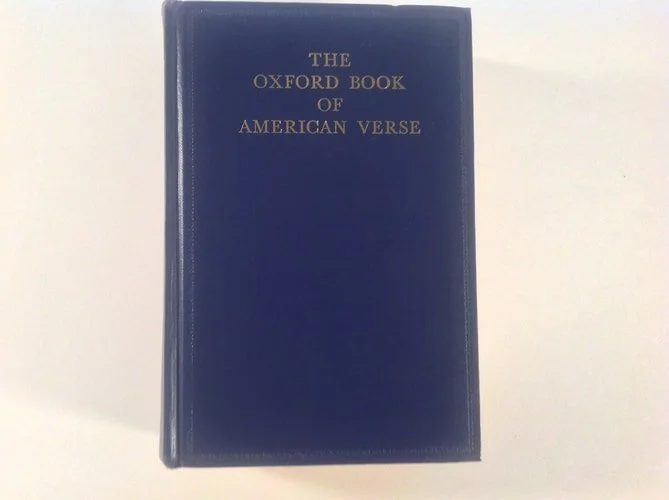 THE
OXFORD BOOK
OF
AMERICAN VERSE